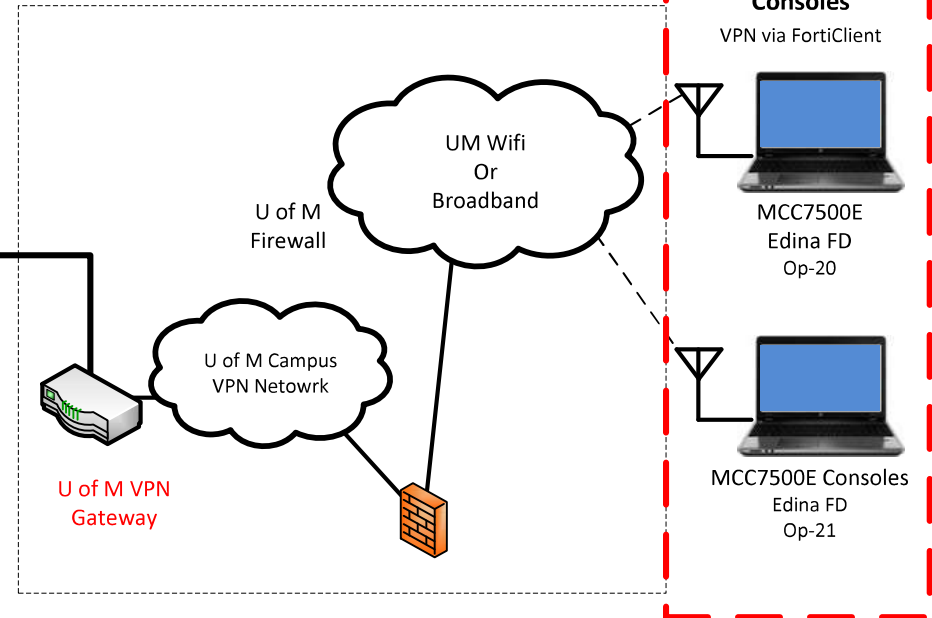 Consoles
VPN via FortiClient
UM Wifi
Or
Broadband
MCC7500E
Edina FD
Op-20
U of M
Firewall
U of M Campus
VPN Netowrk
U of M VPN
Gateway
MCC7500E Consoles
Edina FD
Op-21